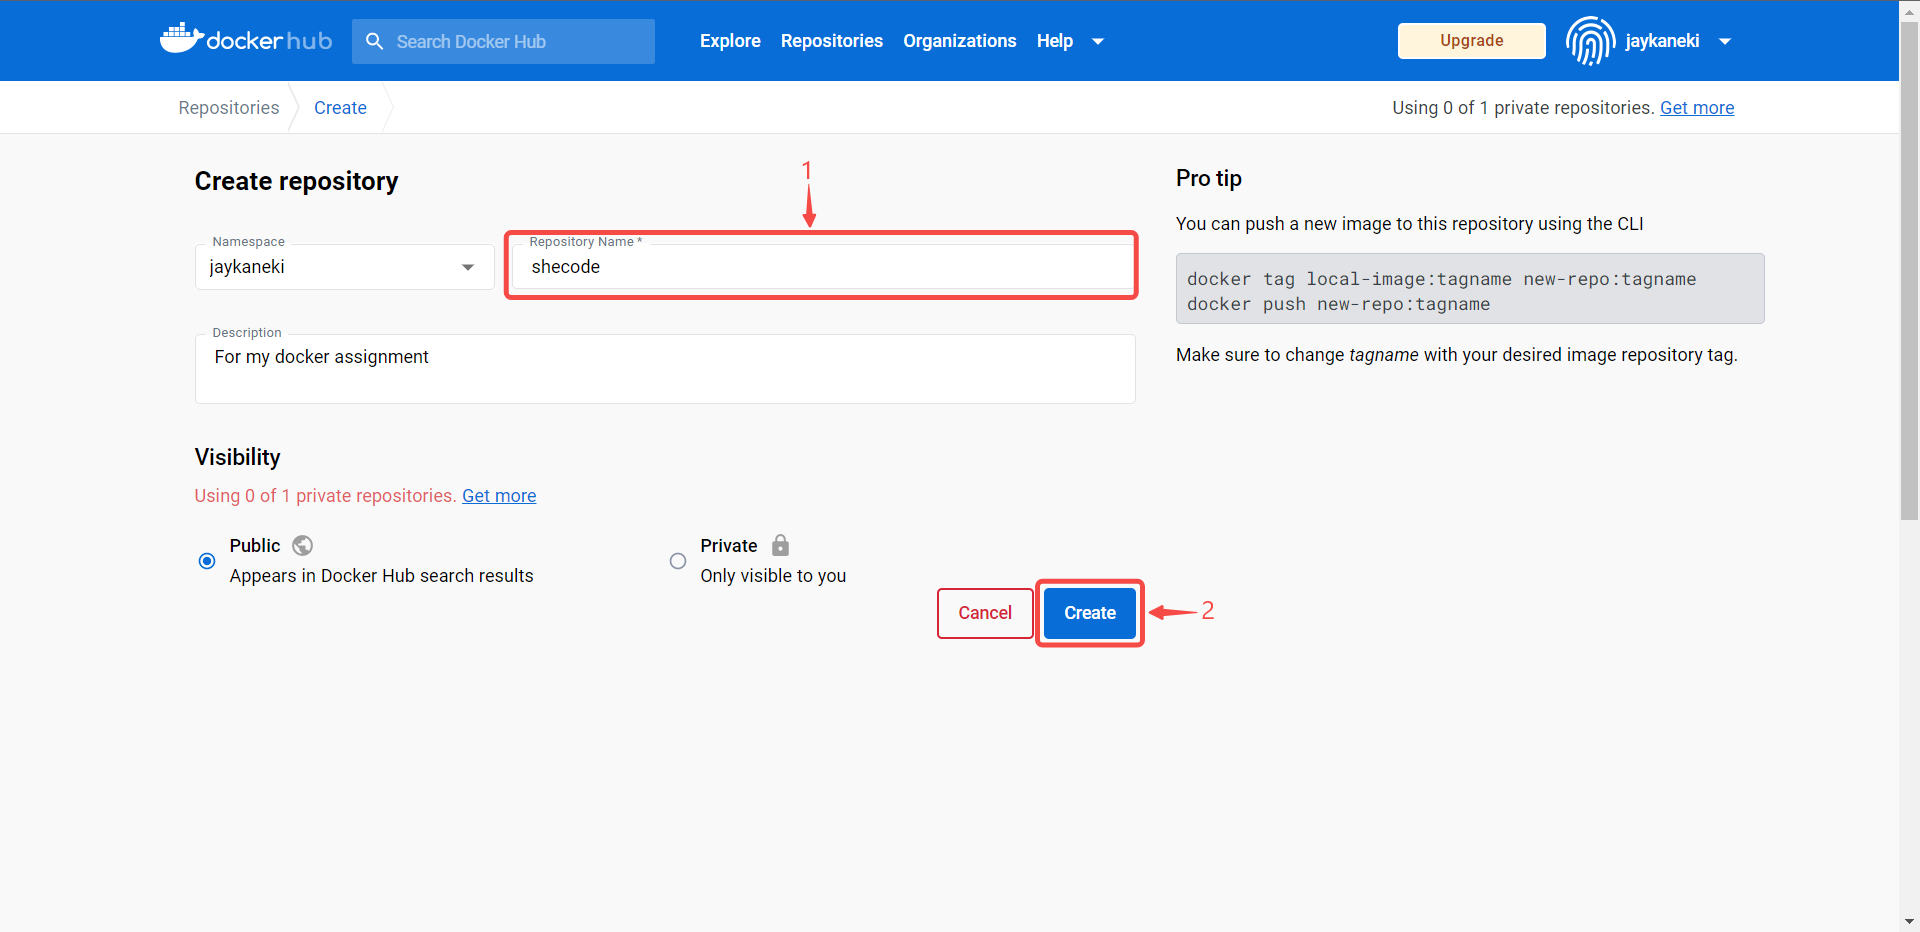 dockerhub
Search Docker Hub
Explore Repositories Organizations Help
Upgrade
jaykaneki
Repositories
Create
Using 0 of 1 private repositories. Get more
Create repository
1
Namespace
jaykaneki
Repository Name *
shecode
Description
For my docker assignment
Visibility
Using 0 of 1 private repositories. Get more
Public
Appears in Docker Hub search results
Private
Only visible to you
Cancel
Create
2
Pro tip
You can push a new image to this repository using the CLI
docker tag local-image:tagname new-repo:tagname
docker push new-repo:tagname
Make sure to change tagname with your desired image repository tag.